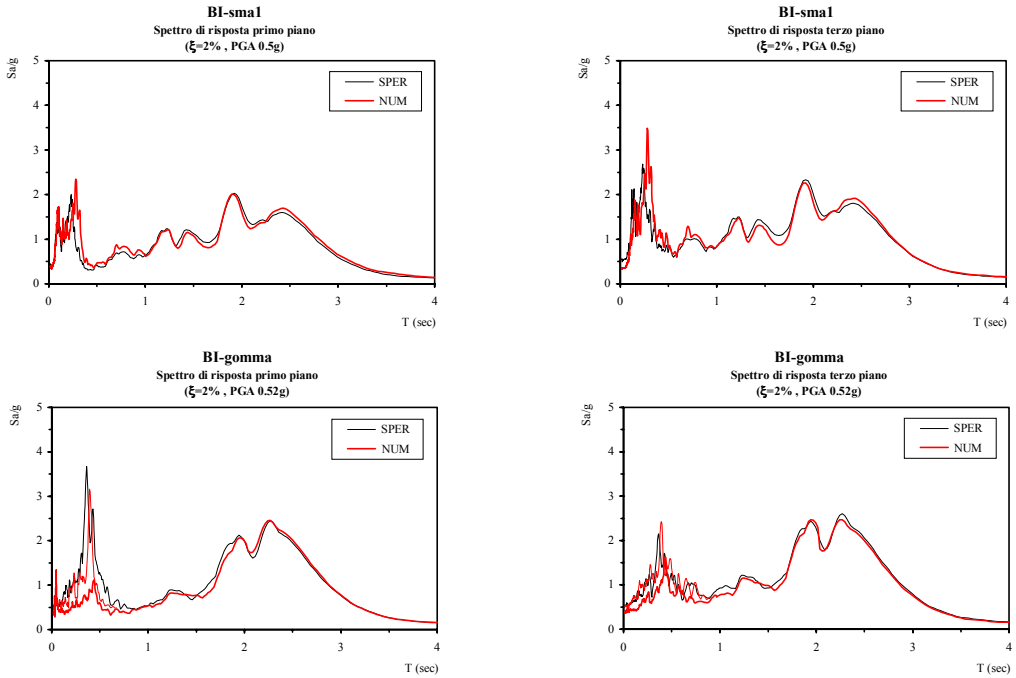 BI-sma1
Spettro di risposta primo piano
(ξ=2% , PGA 0.5g)
Sa/g
5
4
3
2
1
0
SPER
NUM
0 1 2 3 4
T (sec)
BI-sma1
Spettro di risposta terzo piano
(ξ=2% , PGA 0.5g)
Sa/g
5
4
3
2
1
0
SPER
NUM
0 1 2 3 4
T (sec)
BI-gomma
Spettro di risposta primo piano
(ξ=2% , PGA 0.52g)
Sa/g
5
4
3
2
1
0
SPER
NUM
0 1 2 3 4
T (sec)
BI-gomma
Spettro di risposta terzo piano
(ξ=2% , PGA 0.52g)
Sa/g
5
4
3
2
1
0
SPER
NUM
0 1 2 3 4
T (sec)